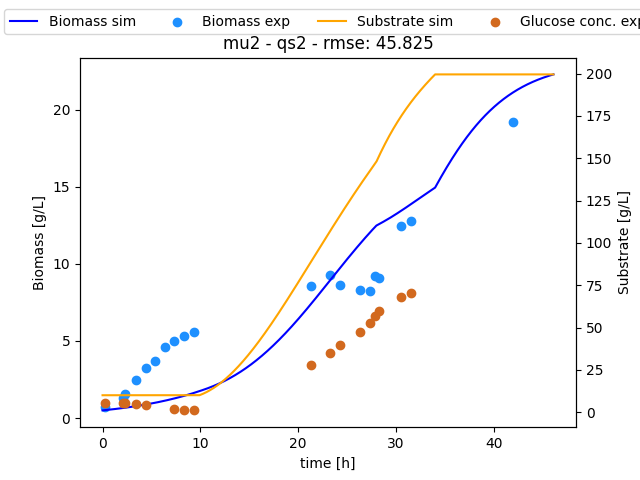 Biomass sim Biomass exp Substrate sim Glucose conc. exp
mu2 - qs2 - rmse: 45.825
Biomass [g/L]
20
15
10
5
0
0 10 20 30 40
time [h]
200
175
150
125
100
75
50
25
0
Substrate [g/L]